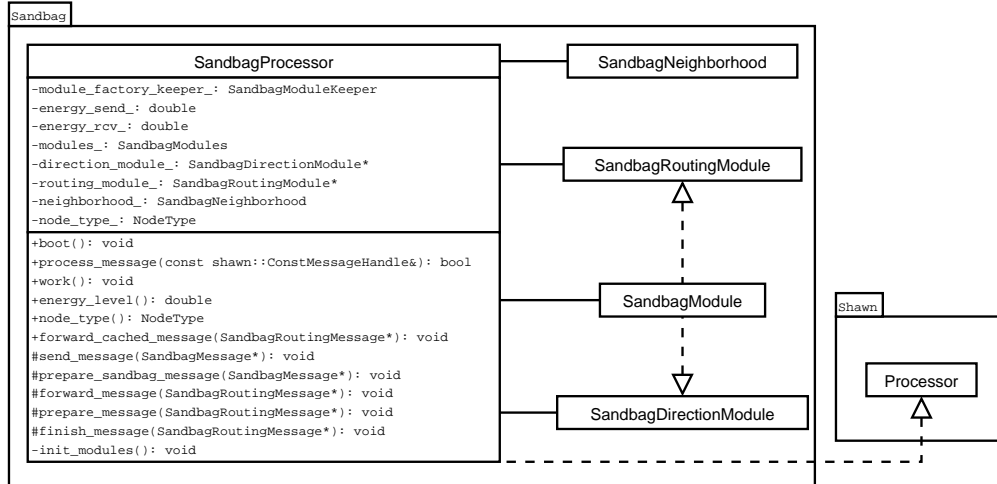 Sandbag
SandbagProcessor
-module_factory_keeper_: SandbagModuleKeeper
-energy_send_: double
-energy_rcv_: double
-modules_: SandbagModules
-direction_module_: SandbagDirectionModule*
-routing_module_: SandbagRoutingModule*
-neighborhood_: SandbagNeighborhood
-node_type_: NodeType
+boot(): void
+process_message(const shawn::ConstMessageHandle&): bool
+work(): void
+energy_level(): double
+node_type(): NodeType
+forward_cached_message(SandbagRoutingMessage*): void
#send_message(SandbagMessage*): void
#prepare_sandbag_message(SandbagMessage*): void
#forward_message(SandbagRoutingMessage*): void
#prepare_message(SandbagRoutingMessage*): void
#finish_message(SandbagRoutingMessage*): void
-init_modules(): void
SandbagNeighborhood
SandbagRoutingModule
SandbagModule
SandbagDirectionModule
Shawn
Processor